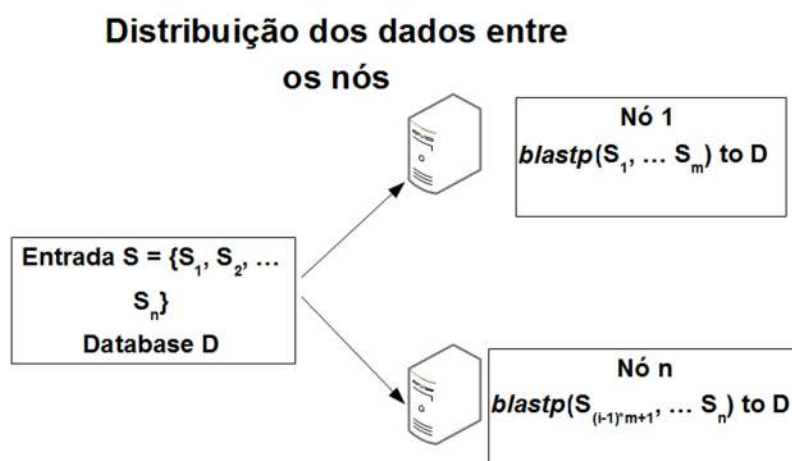 Distribuição dos dados entre
os nós
Nó 1
blastp(S₁, ... Sₘ) to D
Entrada S = {S₁, S₂, ...
Sₙ}
Database D
Nó n
blastp(S₍ᵢ₋₁₎*ₘ₊₁, ... Sₙ) to D